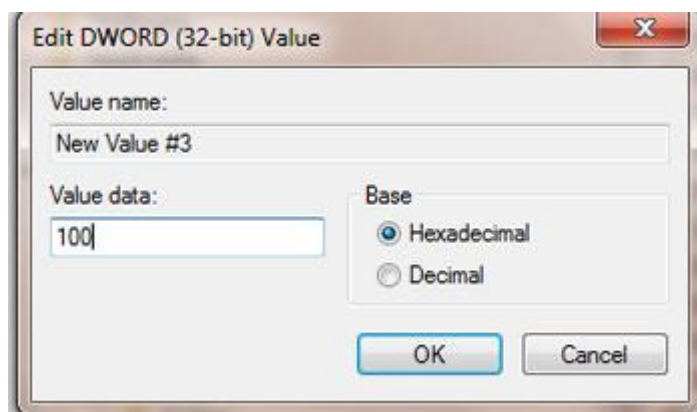 Edit DWORD (32-bit) Value
Value name:
New Value #3
Value data:
100
Base
Hexadecimal
Decimal
OK
Cancel